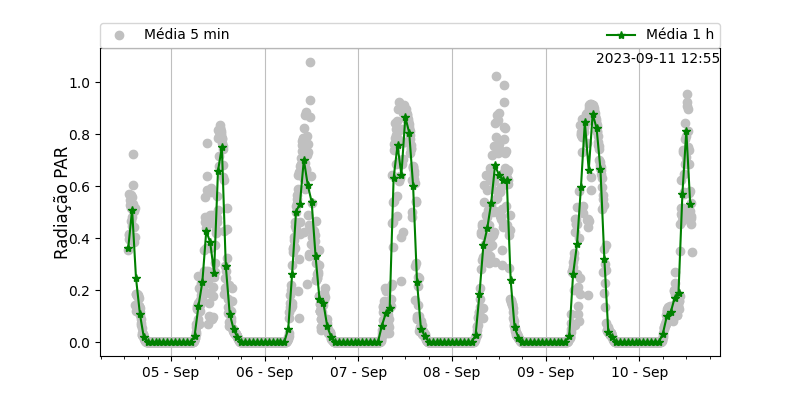 Média 5 min
Média 1 h
2023-09-11 12:55
Radiação PAR
1.0
0.8
0.6
0.4
0.2
0.0
05 - Sep
06 - Sep
07 - Sep
08 - Sep
09 - Sep
10 - Sep